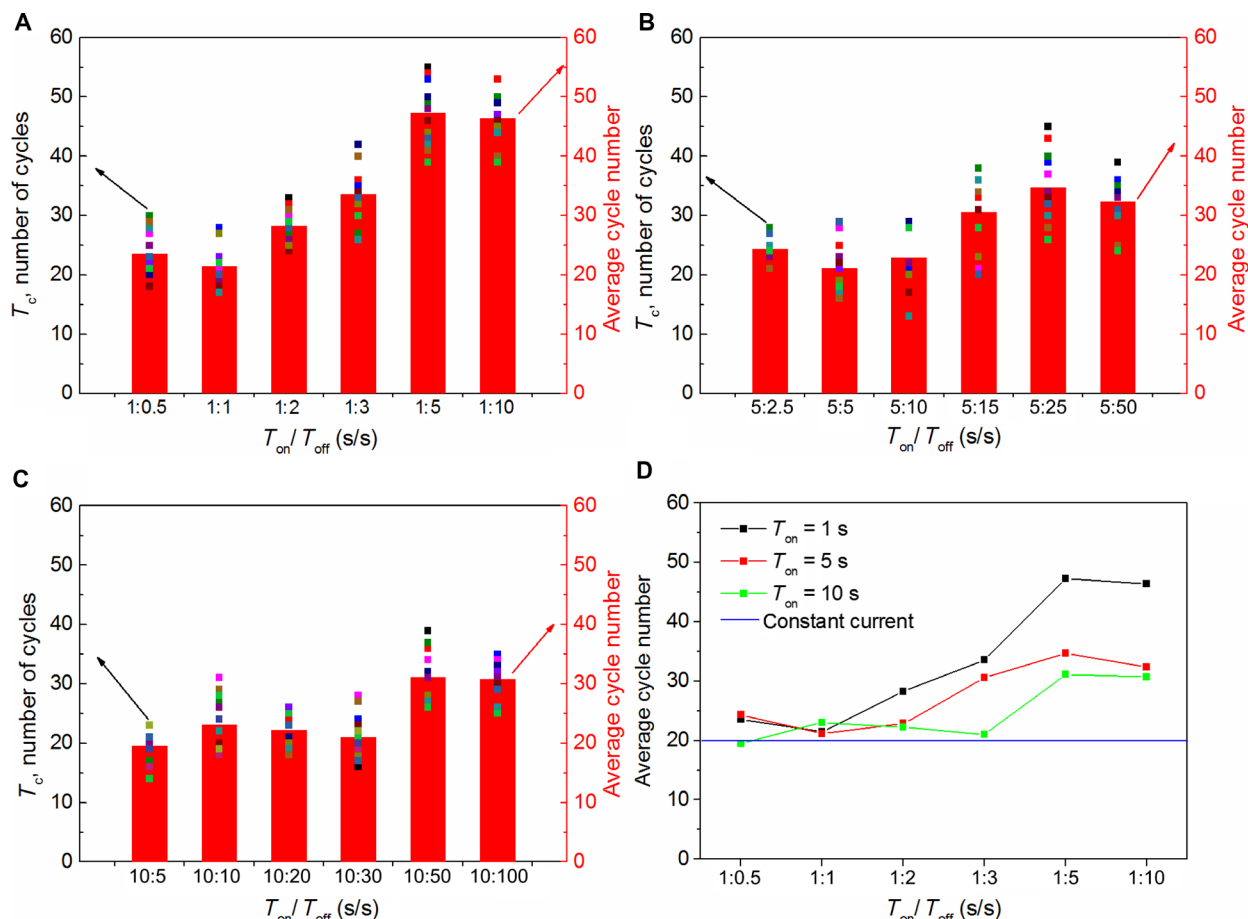 A
60
50
40
30
20
10
0
Tc, number of cycles
60
50
40
30
20
10
0
Average cycle number
1:0.5 1:1 1:2 1:3 1:5 1:10
Ton/ Toff (s/s)
B
60
50
40
30
20
10
0
Tc, number of cycles
60
50
40
30
20
10
0
Average cycle number
5:2.5 5:5 5:10 5:15 5:25 5:50
Ton/ Toff (s/s)
C
60
50
40
30
20
10
0
Tc, number of cycles
60
50
40
30
20
10
0
Average cycle number
10:5 10:10 10:20 10:30 10:50 10:100
Ton/ Toff (s/s)
D
60
50
40
30
20
10
0
Average cycle number
Ton = 1 s
Ton = 5 s
Ton = 10 s
Constant current
1:0.5 1:1 1:2 1:3 1:5 1:10
Ton/ Toff (s/s)